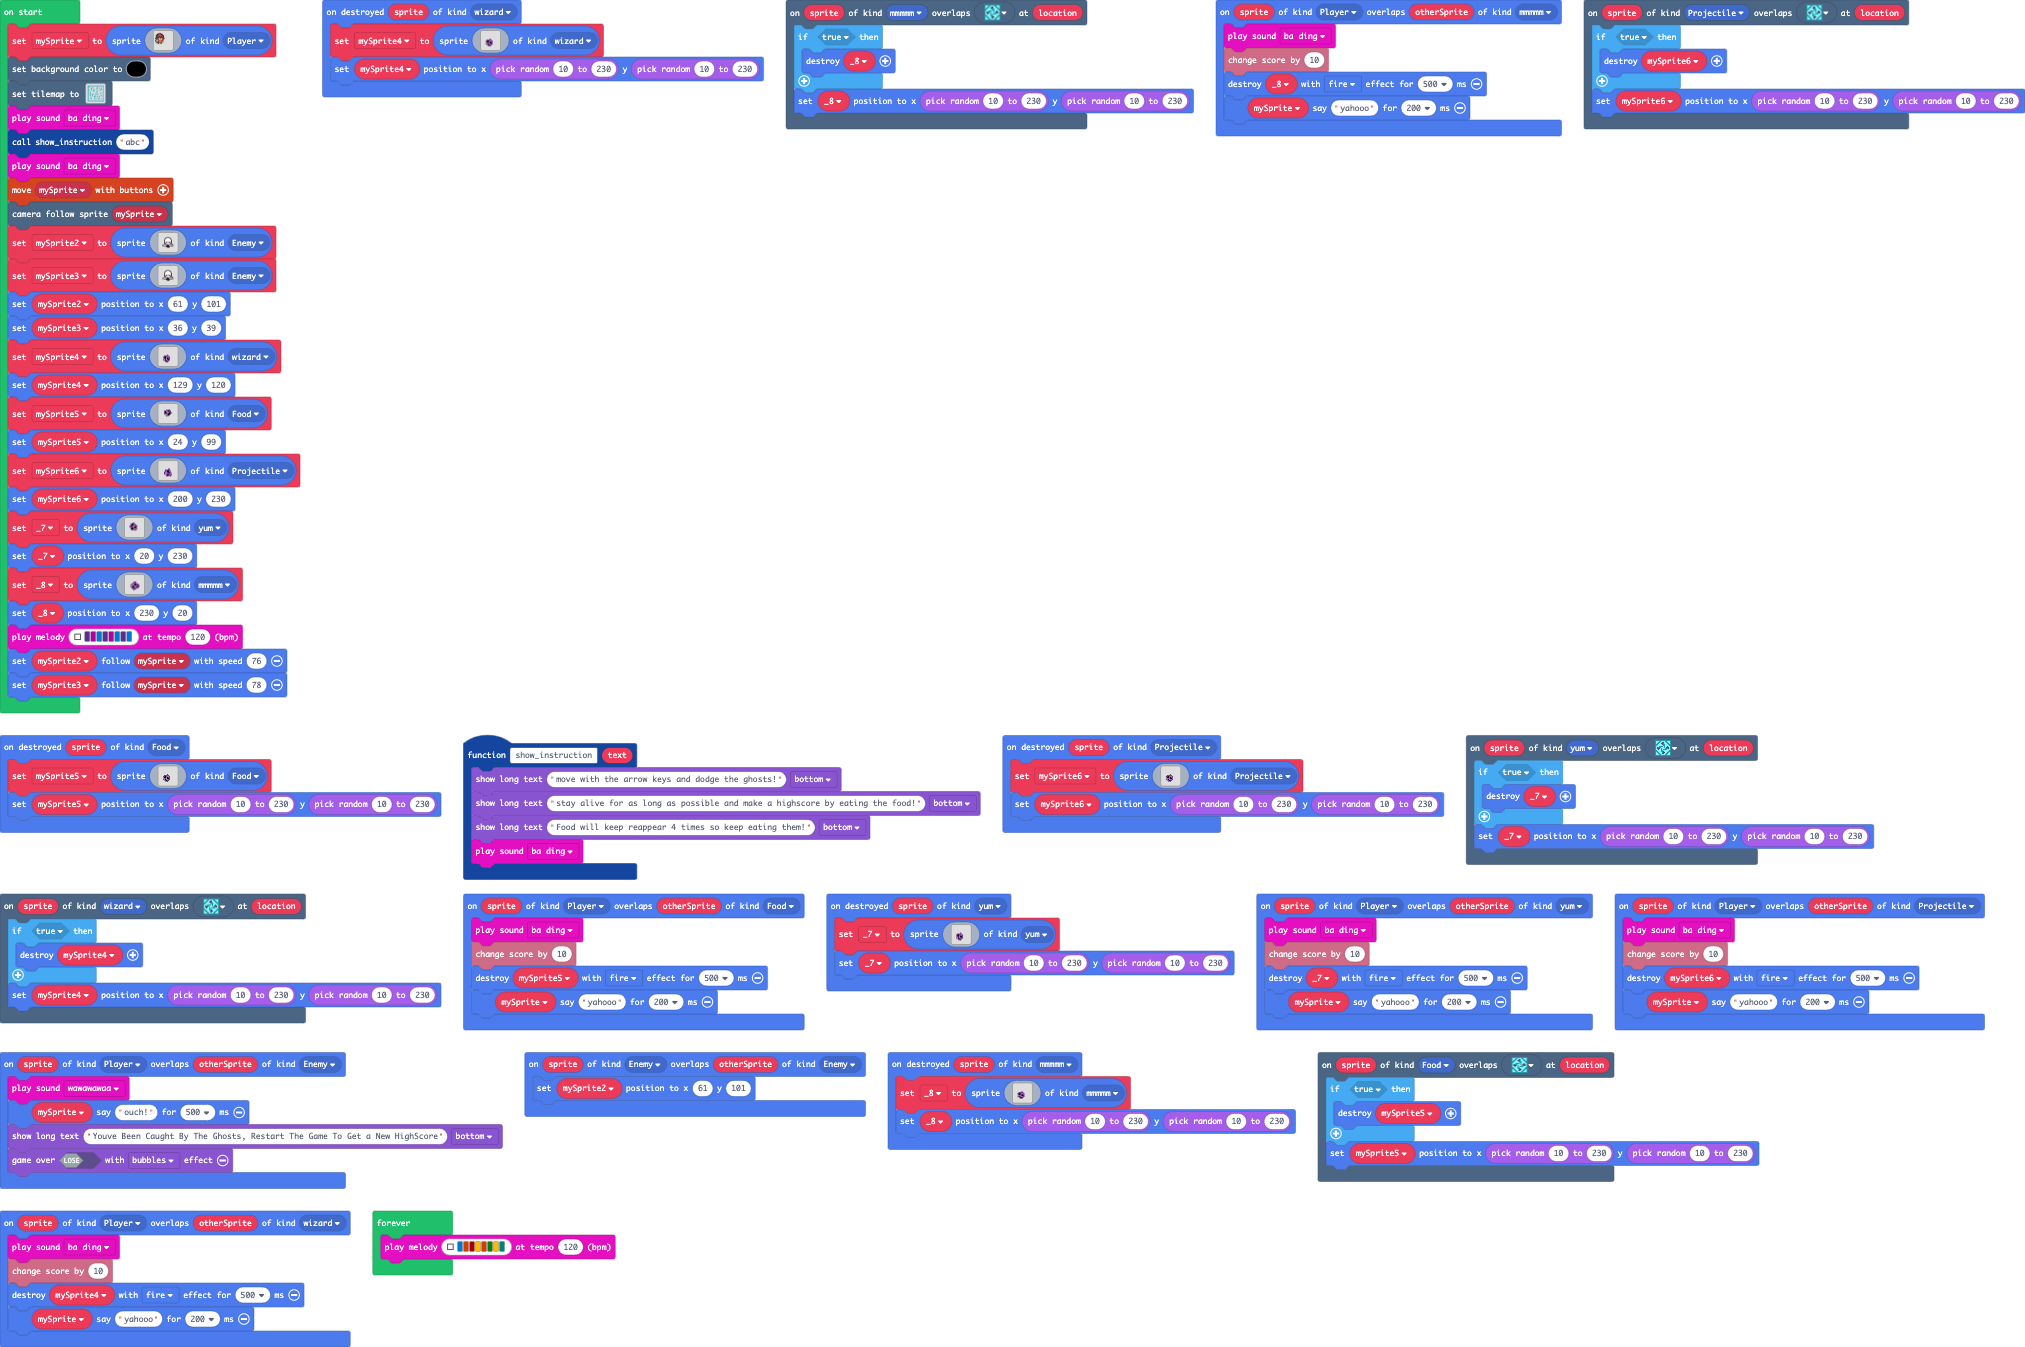 on start
set mySprite to sprite of kind Player
set background color to
set tilemap to
play sound ba ding
call show_instruction "abc"
play sound ba ding
move mySprite with buttons
camera follow sprite mySprite
set mySprite2 to sprite of kind Enemy
set mySprite3 to sprite of kind Enemy
set mySprite2 position to x 61 y 101
set mySprite3 position to x 36 y 39
set mySprite4 to sprite of kind wizard
set mySprite4 position to x 129 y 120
set mySprite5 to sprite of kind Food
set mySprite5 position to x 24 y 99
set mySprite6 to sprite of kind Projectile
set mySprite6 position to x 200 y 230
set _7 to sprite of kind yum
set _7 position to x 20 y 230
set _8 to sprite of kind mmmmm
set _8 position to x 230 y 20
play melody at tempo 120 (bpm)
set mySprite2 follow mySprite with speed 76
set mySprite3 follow mySprite with speed 78
on destroyed sprite of kind wizard
set mySprite4 to sprite of kind wizard
set mySprite4 position to x pick random 10 to 230 y pick random 10 to 230
on sprite of kind mmmmm overlaps at location
if true then
destroy _8
set _8 position to x pick random 10 to 230 y pick random 10 to 230
on sprite of kind Player overlaps otherSprite of kind mmmmm
play sound ba ding
change score by 10
destroy _8 with fire effect for 500 ms
mySprite say "yahooo" for 200 ms
on sprite of kind Projectile overlaps at location
if true then
destroy mySprite6
set mySprite6 position to x pick random 10 to 230 y pick random 10 to 230
on destroyed sprite of kind Food
set mySprite5 to sprite of kind Food
set mySprite5 position to x pick random 10 to 230 y pick random 10 to 230
function show_instruction text
show long text "move with the arrow keys and dodge the ghosts!" bottom
show long text "stay alive for as long as possible and make a highscore by eating the food!" bottom
show long text "Food will keep reappear 4 times so keep eating them!" bottom
play sound ba ding
on destroyed sprite of kind Projectile
set mySprite6 to sprite of kind Projectile
set mySprite6 position to x pick random 10 to 230 y pick random 10 to 230
on sprite of kind yum overlaps at location
if true then
destroy _7
set _7 position to x pick random 10 to 230 y pick random 10 to 230
on sprite of kind wizard overlaps at location
if true then
destroy mySprite4
set mySprite4 position to x pick random 10 to 230 y pick random 10 to 230
on sprite of kind Player overlaps otherSprite of kind Food
play sound ba ding
change score by 10
destroy mySprite5 with fire effect for 500 ms
mySprite say "yahooo" for 200 ms
on destroyed sprite of kind yum
set _7 to sprite of kind yum
set _7 position to x pick random 10 to 230 y pick random 10 to 230
on sprite of kind Player overlaps otherSprite of kind yum
play sound ba ding
change score by 10
destroy _7 with fire effect for 500 ms
mySprite say "yahooo" for 200 ms
on sprite of kind Player overlaps otherSprite of kind Projectile
play sound ba ding
change score by 10
destroy mySprite6 with fire effect for 500 ms
mySprite say "yahooo" for 200 ms
on sprite of kind Player overlaps otherSprite of kind Enemy
play sound wawawawaa
mySprite say "ouch!" for 500 ms
show long text "Youve Been Caught By The Ghosts, Restart The Game To Get a New HighScore" bottom
game over LOSE with bubbles effect
on sprite of kind Enemy overlaps otherSprite of kind Enemy
set mySprite2 position to x 61 y 101
on destroyed sprite of kind mmmmm
set _8 to sprite of kind mmmmm
set _8 position to x pick random 10 to 230 y pick random 10 to 230
on sprite of kind Food overlaps at location
if true then
destroy mySprite5
set mySprite5 position to x pick random 10 to 230 y pick random 10 to 230
on sprite of kind Player overlaps otherSprite of kind wizard
play sound ba ding
change score by 10
destroy mySprite4 with fire effect for 500 ms
mySprite say "yahooo" for 200 ms
forever
play melody at tempo 120 (bpm)